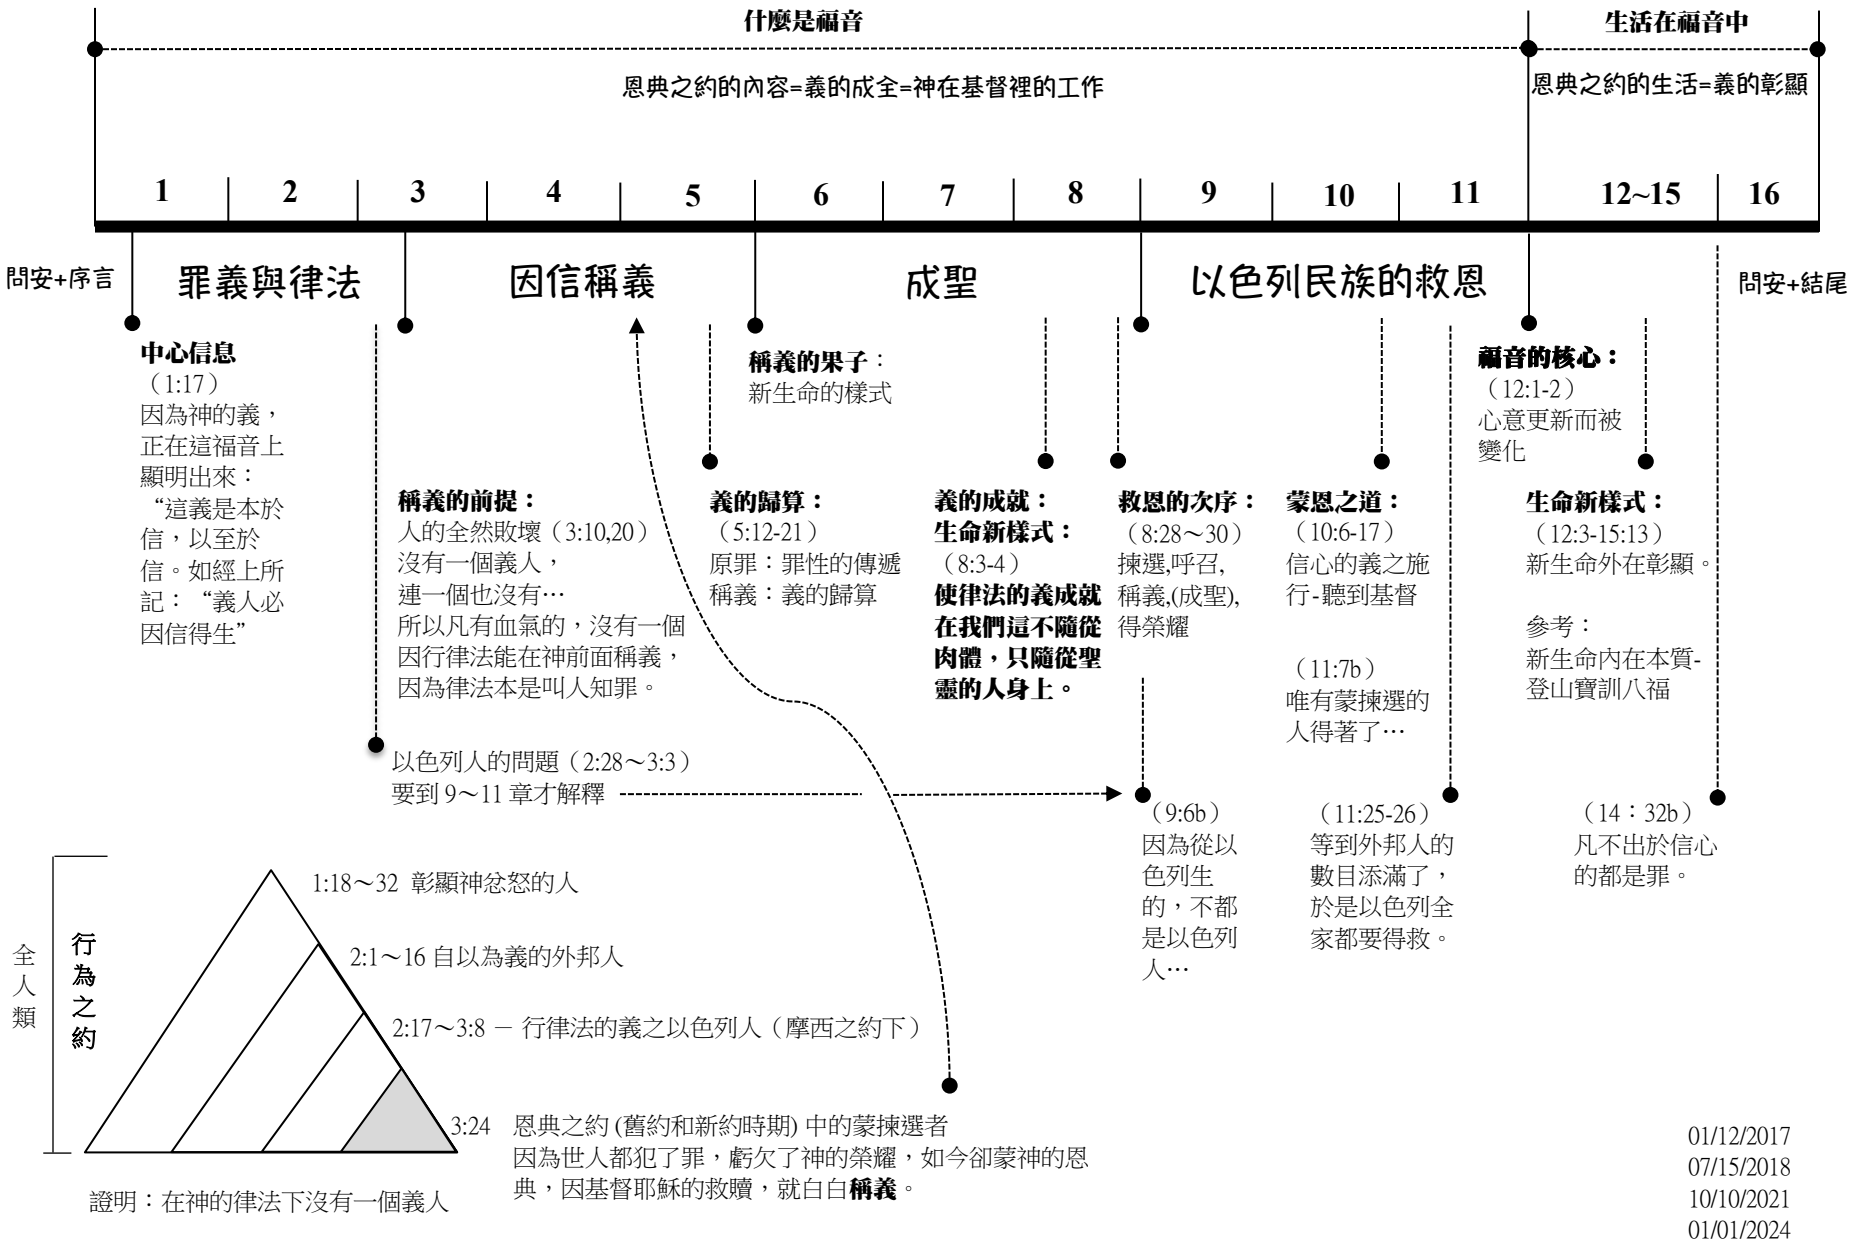 什麼是福音
生活在福音中
恩典之約的內容=義的成全=神在基督裡的工作
恩典之約的生活=義的彰顯
1
2
3
4
5
6
7
8
9
10
11
12~15
16
問安+序言
罪義與律法
因信稱義
成聖
以色列民族的救恩
問安+結尾
中心信息
（1:17）
因為神的義，
正在這福音上
顯明出來：
“這義是本於
信，以至於
信。如經上所
記：“義人必
因信得生”
稱義的前提：
人的全然敗壞（3:10,20）
沒有一個義人，
連一個也沒有…
所以凡有血氣的，沒有一個
因行律法能在神前面稱義，
因為律法本是叫人知罪。
以色列人的問題（2:28～3:3）
要到 9～11 章才解釋
義的歸算：
（5:12-21）
原罪：罪性的傳遞
稱義：義的歸算
稱義的果子：
新生命的樣式
義的成就：
生命新樣式：
（8:3-4）
使律法的義成就
在我們這不隨從
肉體，只隨從聖
靈的人身上。
救恩的次序：
（8:28～30）
揀選,呼召,
稱義,(成聖),
得榮耀
（9:6b）
因為從以
色列生
的，不都
是以色列
人…
蒙恩之道：
（10:6-17）
信心的義之施
行-聽到基督
（11:7b）
唯有蒙揀選的
人得著了…
（11:25-26）
等到外邦人的
數目添滿了，
於是以色列全
家都要得救。
福音的核心：
（12:1-2）
心意更新而被
變化
生命新樣式：
（12:3-15:13）
新生命外在彰顯。
參考：
新生命內在本質-
登山寶訓八福
（14：32b）
凡不出於信心
的都是罪。
全人類
行為之約
1:18～32 彰顯神忿怒的人
2:1～16 自以為義的外邦人
2:17～3:8 － 行律法的義之以色列人（摩西之約下）
3:24 恩典之約 (舊約和新約時期) 中的蒙揀選者
因為世人都犯了罪，虧欠了神的榮耀，如今卻蒙神的恩
典，因基督耶穌的救贖，就白白稱義。
證明：在神的律法下沒有一個義人
01/12/2017
07/15/2018
10/10/2021
01/01/2024